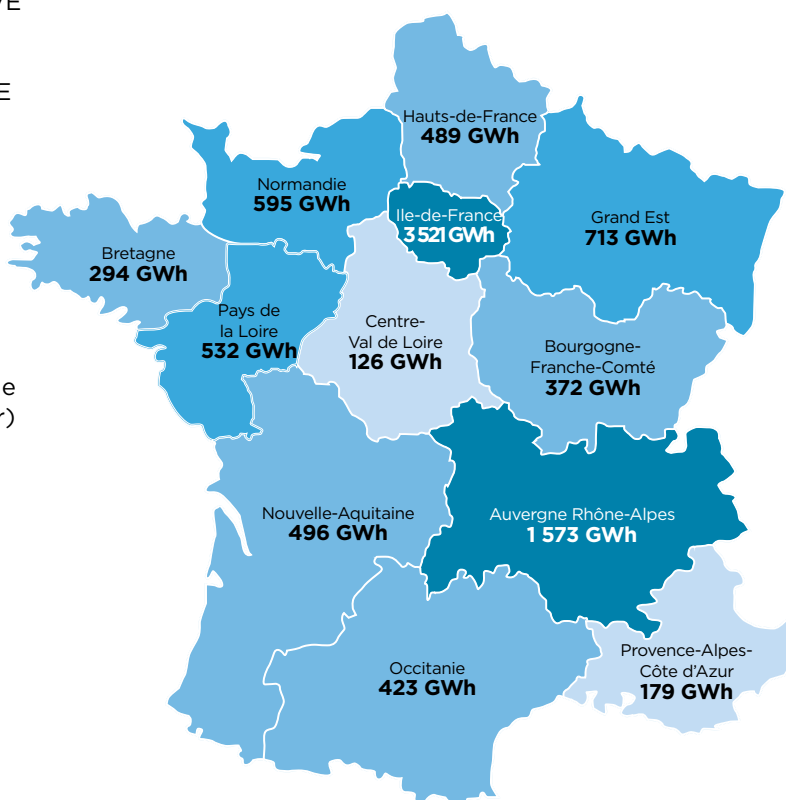 E
Hauts-de-France
489 GWh
Normandie
595 GWh
Ile-de-France
3 521 GWh
Grand Est
713 GWh
Bretagne
294 GWh
Pays de
la Loire
532 GWh
Centre-
Val de Loire
126 GWh
Bourgogne-
Franche-Comté
372 GWh
e
r)
Nouvelle-Aquitaine
496 GWh
Auvergne Rhône-Alpes
1 573 GWh
Occitanie
423 GWh
Provence-Alpes-
Côte d’Azur
179 GWh